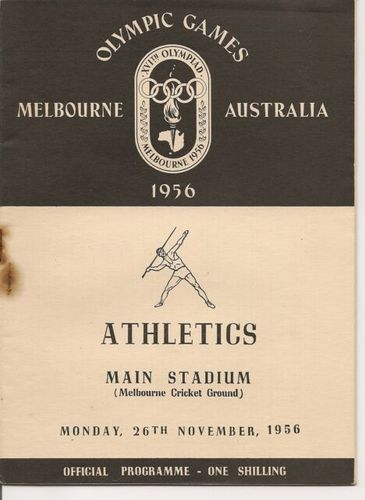 OLYMPIC GAMES
XVITH OLYMPIAD
MELBOURNE 1956
MELBOURNE AUSTRALIA
1956
ATHLETICS
MAIN STADIUM
(Melbourne Cricket Ground)
MONDAY, 26TH NOVEMBER, 1956
OFFICIAL PROGRAMME - ONE SHILLING